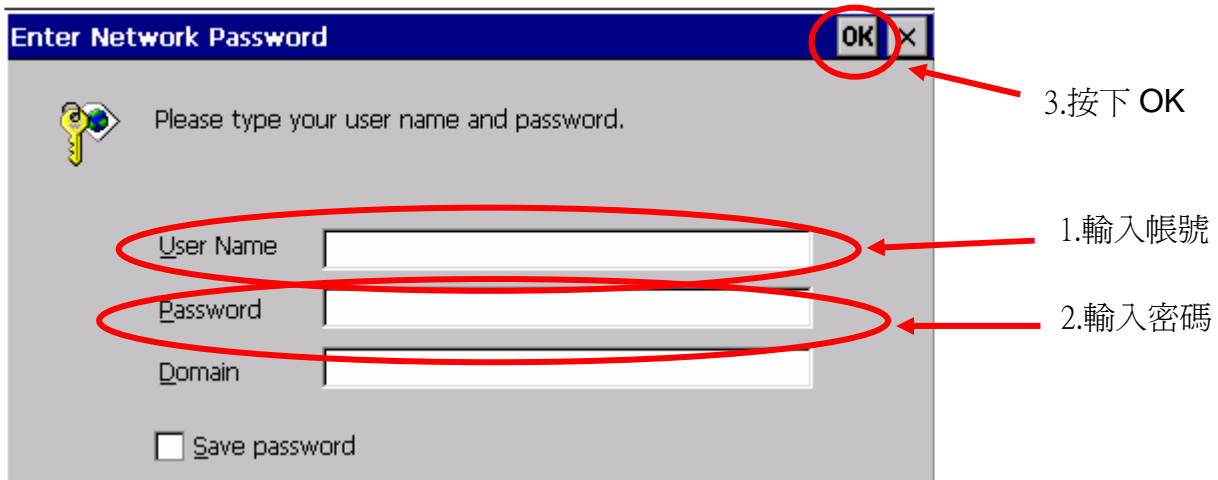 Enter Network Password
OK ×
3.按下 OK
Please type your user name and password.
User Name
1.輸入帳號
Password
2.輸入密碼
Domain
Save password